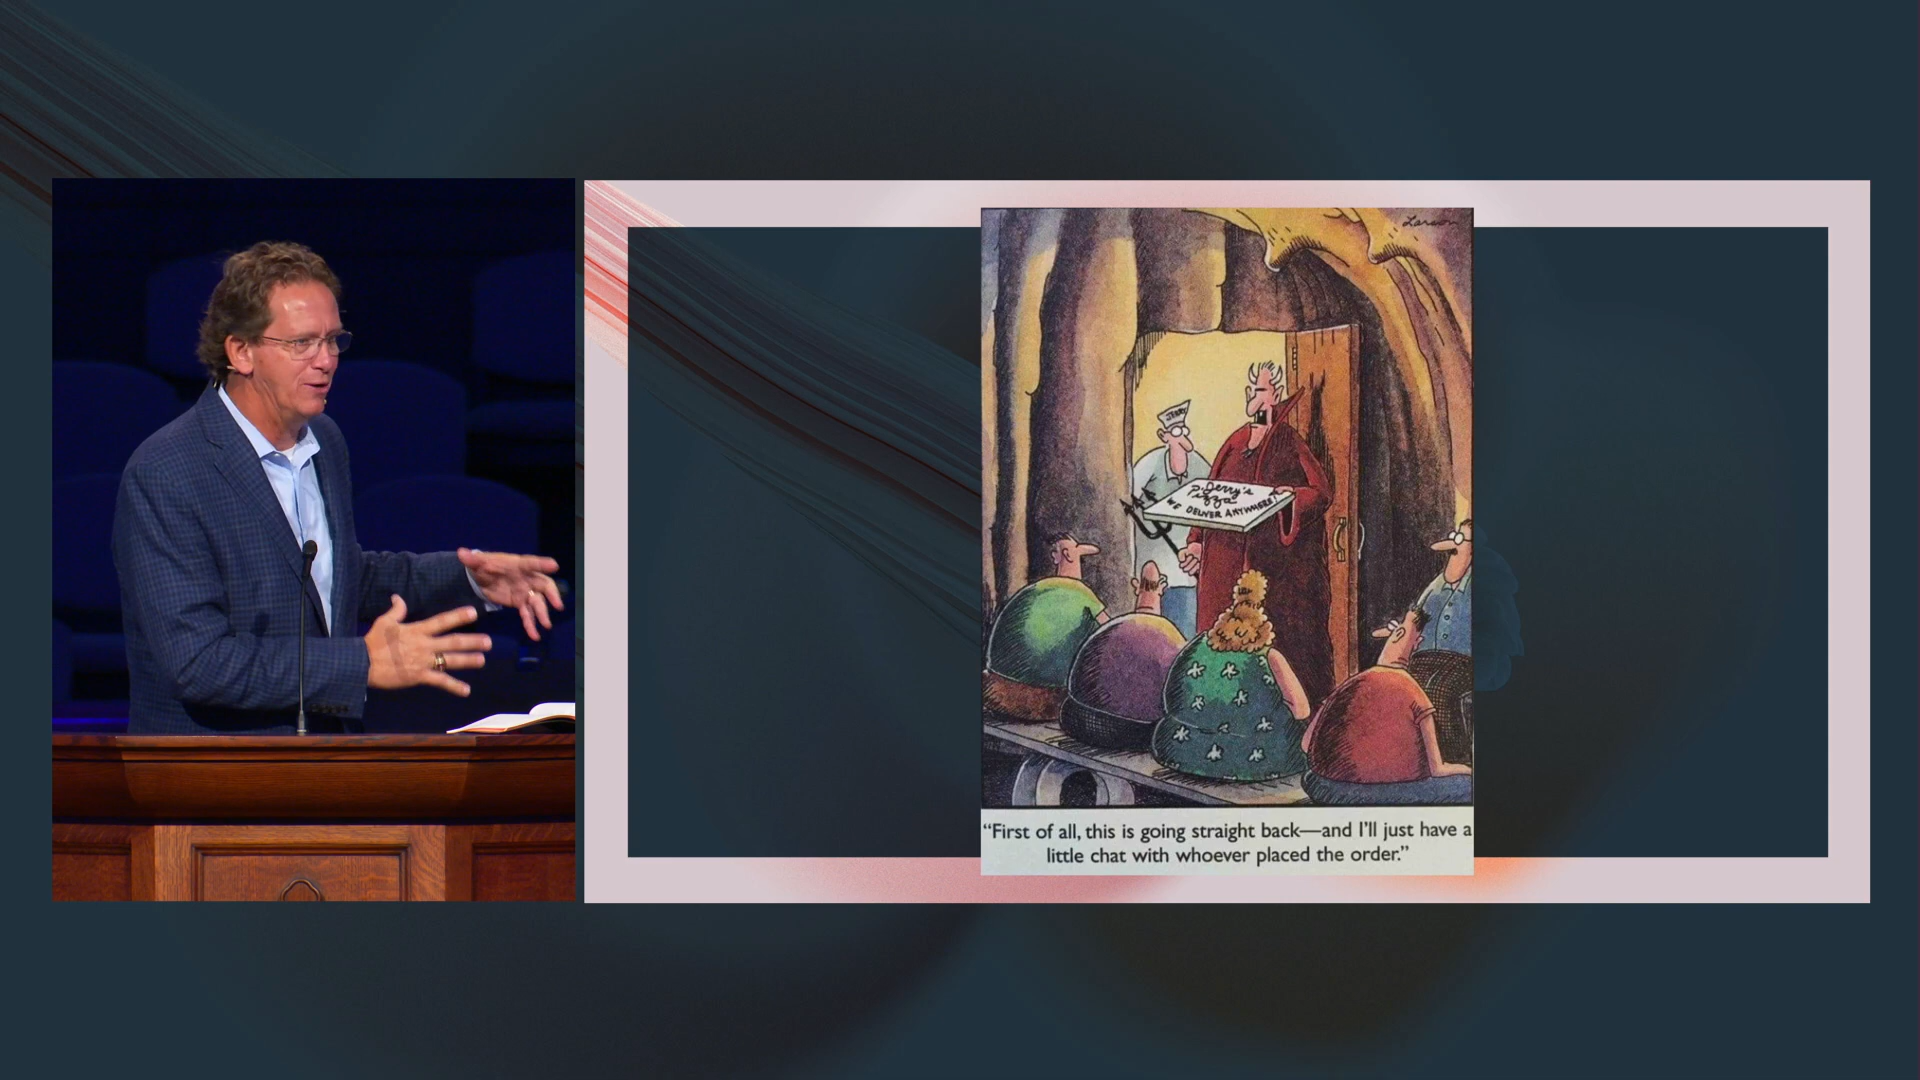 Larson
JERRY
Jerry's
Pizza
WE DELIVER ANYWHERE
“First of all, this is going straight back—and I’ll just have a
little chat with whoever placed the order.”